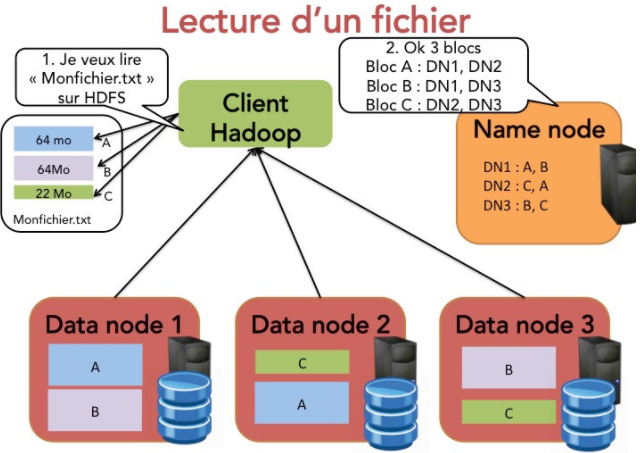 Lecture d'un fichier
1. Je veux lire
« Monfichier.txt »
sur HDFS
2. Ok 3 blocs
Bloc A : DN1, DN2
Bloc B : DN1, DN3
Bloc C : DN2, DN3
Client
Hadoop
Name node
DN1 : A, B
DN2 : C, A
DN3 : B, C
64 mo
A
64Mo
B
22 Mo
C
Monfichier.txt
Data node 1
A
B
Data node 2
C
A
Data node 3
B
C